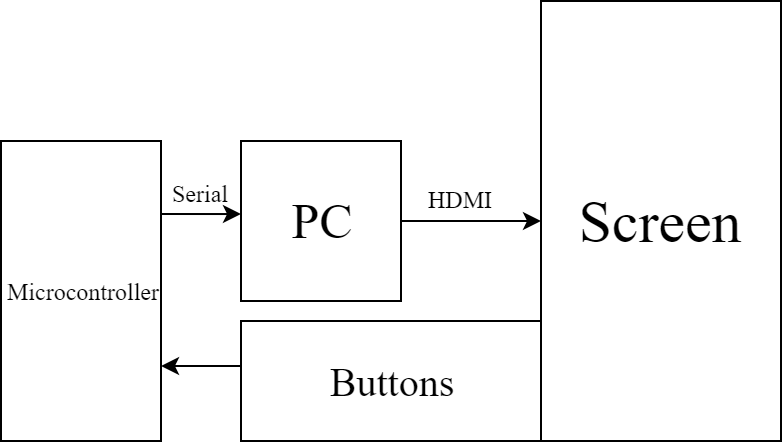 Serial
HDMI
PC
Screen
Microcontroller
Buttons